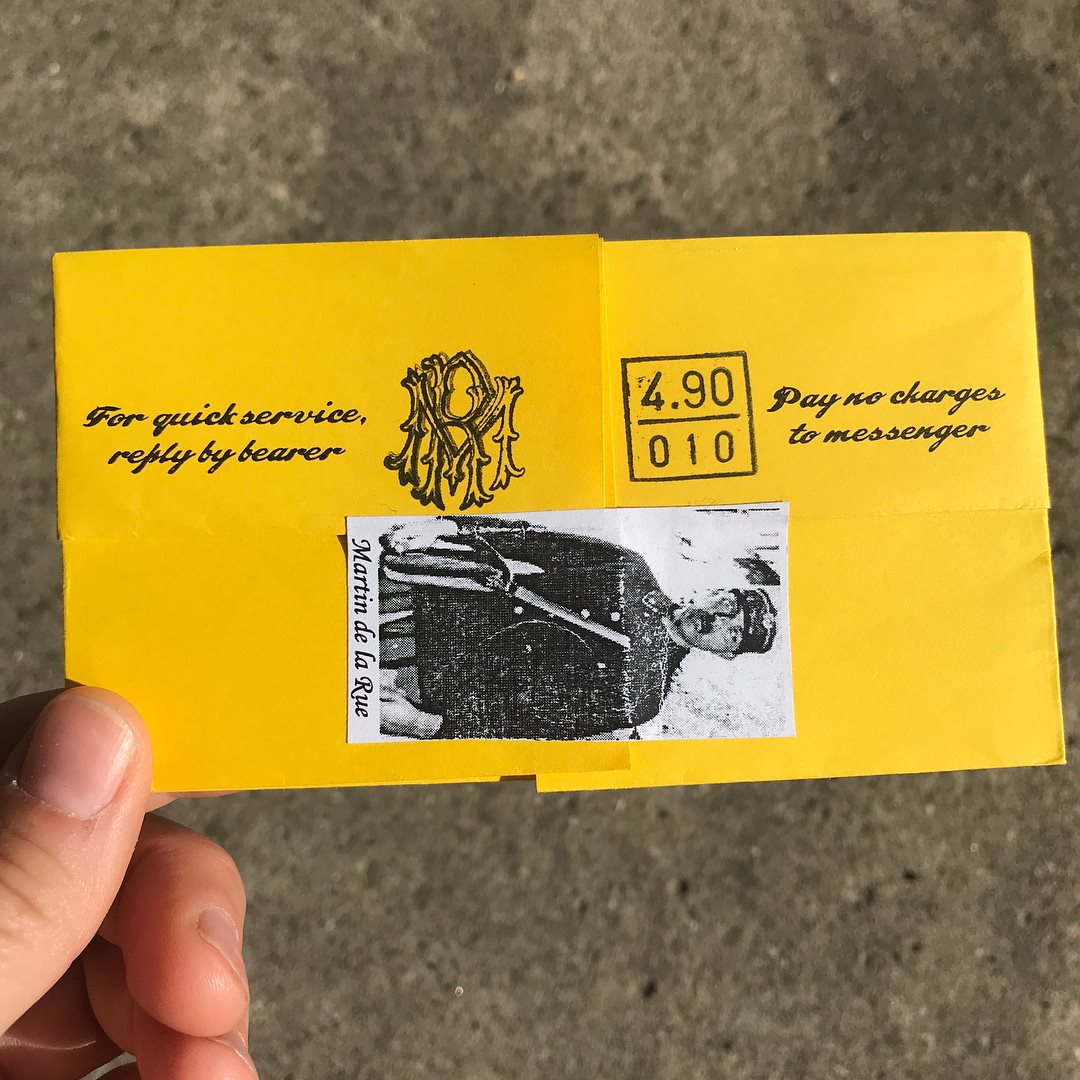 For quick service,
reply by bearer
4.90
010
Pay no charges
to messenger
Martin de la Rue